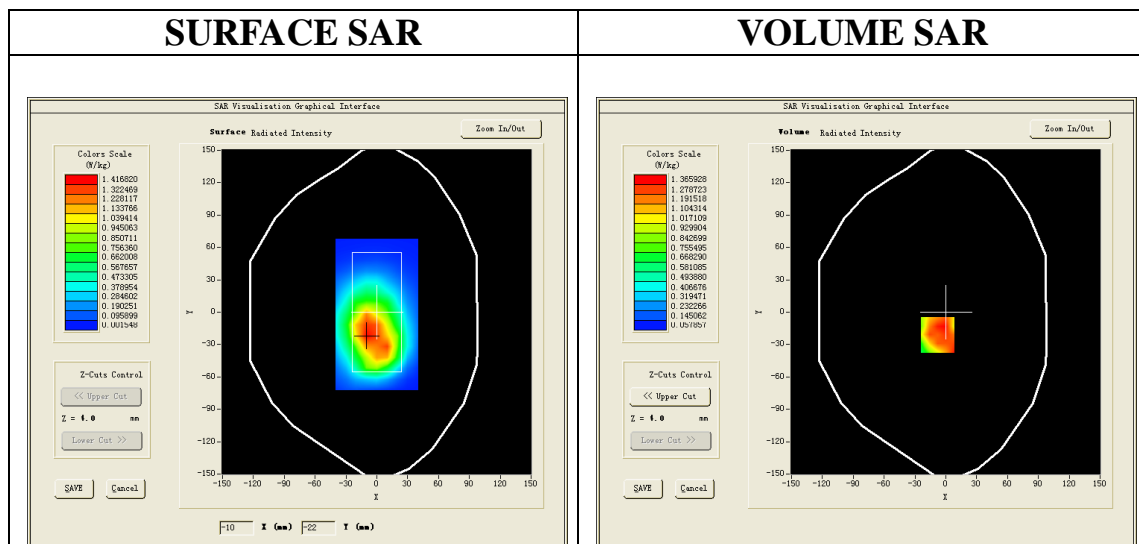 SURFACE SAR
VOLUME SAR
SAR Visualisation Graphical Interface
Surface Radiated Intensity
Zoom In/Out
Colors Scale
(W/kg)
1.416820
1.322469
1.228117
1.133766
1.039414
0.945063
0.850711
0.756360
0.662008
0.567657
0.473305
0.378954
0.284602
0.190251
0.095899
0.001548
Z-Cuts Control
<< Upper Cut
Z = 4.0 mm
Lower Cut >>
SAVE
Cancel
150
120
90
60
30
0
-30
-60
-90
-120
-150
Y
-150 -120 -90 -60 -30 0 30 60 90 120 150
X
-10 X (mm) -22 Y (mm)
SAR Visualisation Graphical Interface
Volume Radiated Intensity
Zoom In/Out
Colors Scale
(W/kg)
1.365928
1.278723
1.191518
1.104314
1.017109
0.929904
0.842699
0.755495
0.668290
0.581085
0.493880
0.406676
0.319471
0.232266
0.145062
0.057857
Z-Cuts Control
<< Upper Cut
Z = 4.0 mm
Lower Cut >>
SAVE
Cancel
150
120
90
60
30
0
-30
-60
-90
-120
-150
Y
-150 -120 -90 -60 -30 0 30 60 90 120 150
X